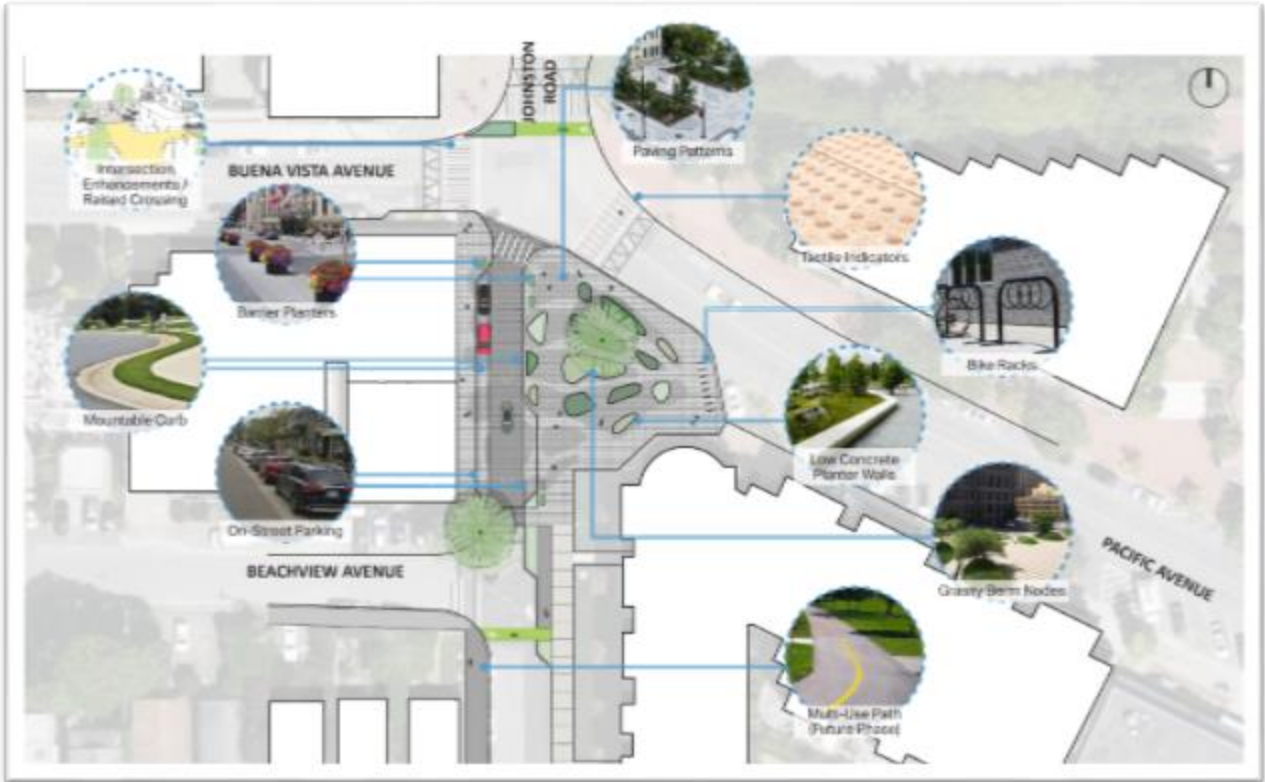 JOHNSTON
ROAD
Paving Patterns
Intersection
Enhancements /
Raised Crossing
BUENA VISTA AVENUE
Tactile Indicators
Barrier Planters
Bike Racks
Mountable Curb
Low Concrete
Planter Walls
On-Street Parking
BEACHVIEW AVENUE
PACIFIC AVENUE
Grassy Berm Nodes
Multi-Use Path
(Future Phase)